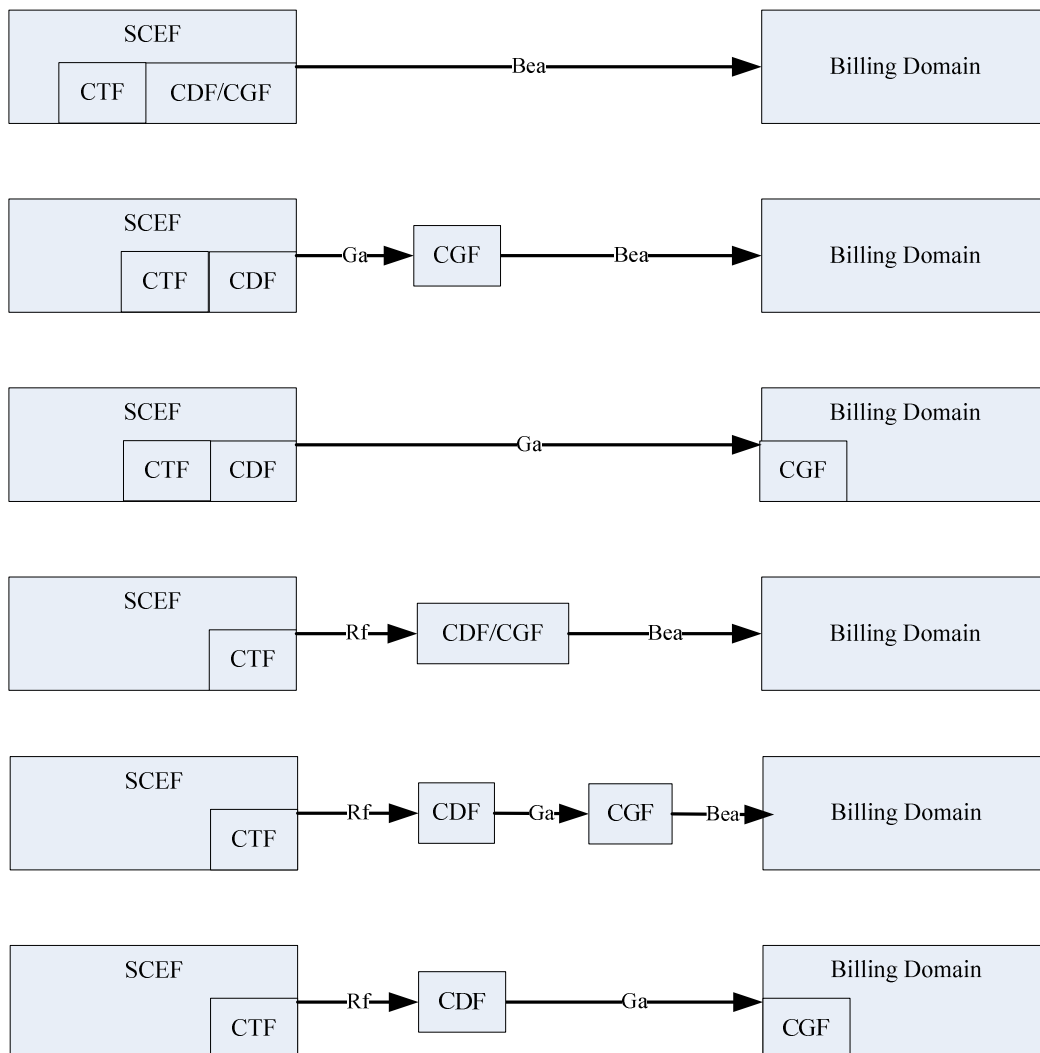 SCEF
CTF
CDF/CGF
Bea
Billing Domain
SCEF
CTF
CDF
Ga
CGF
Bea
Billing Domain
SCEF
CTF
CDF
Ga
Billing Domain
CGF
SCEF
CTF
Rf
CDF/CGF
Bea
Billing Domain
SCEF
CTF
Rf
CDF
Ga
CGF
Bea
Billing Domain
SCEF
CTF
Rf
CDF
Ga
Billing Domain
CGF